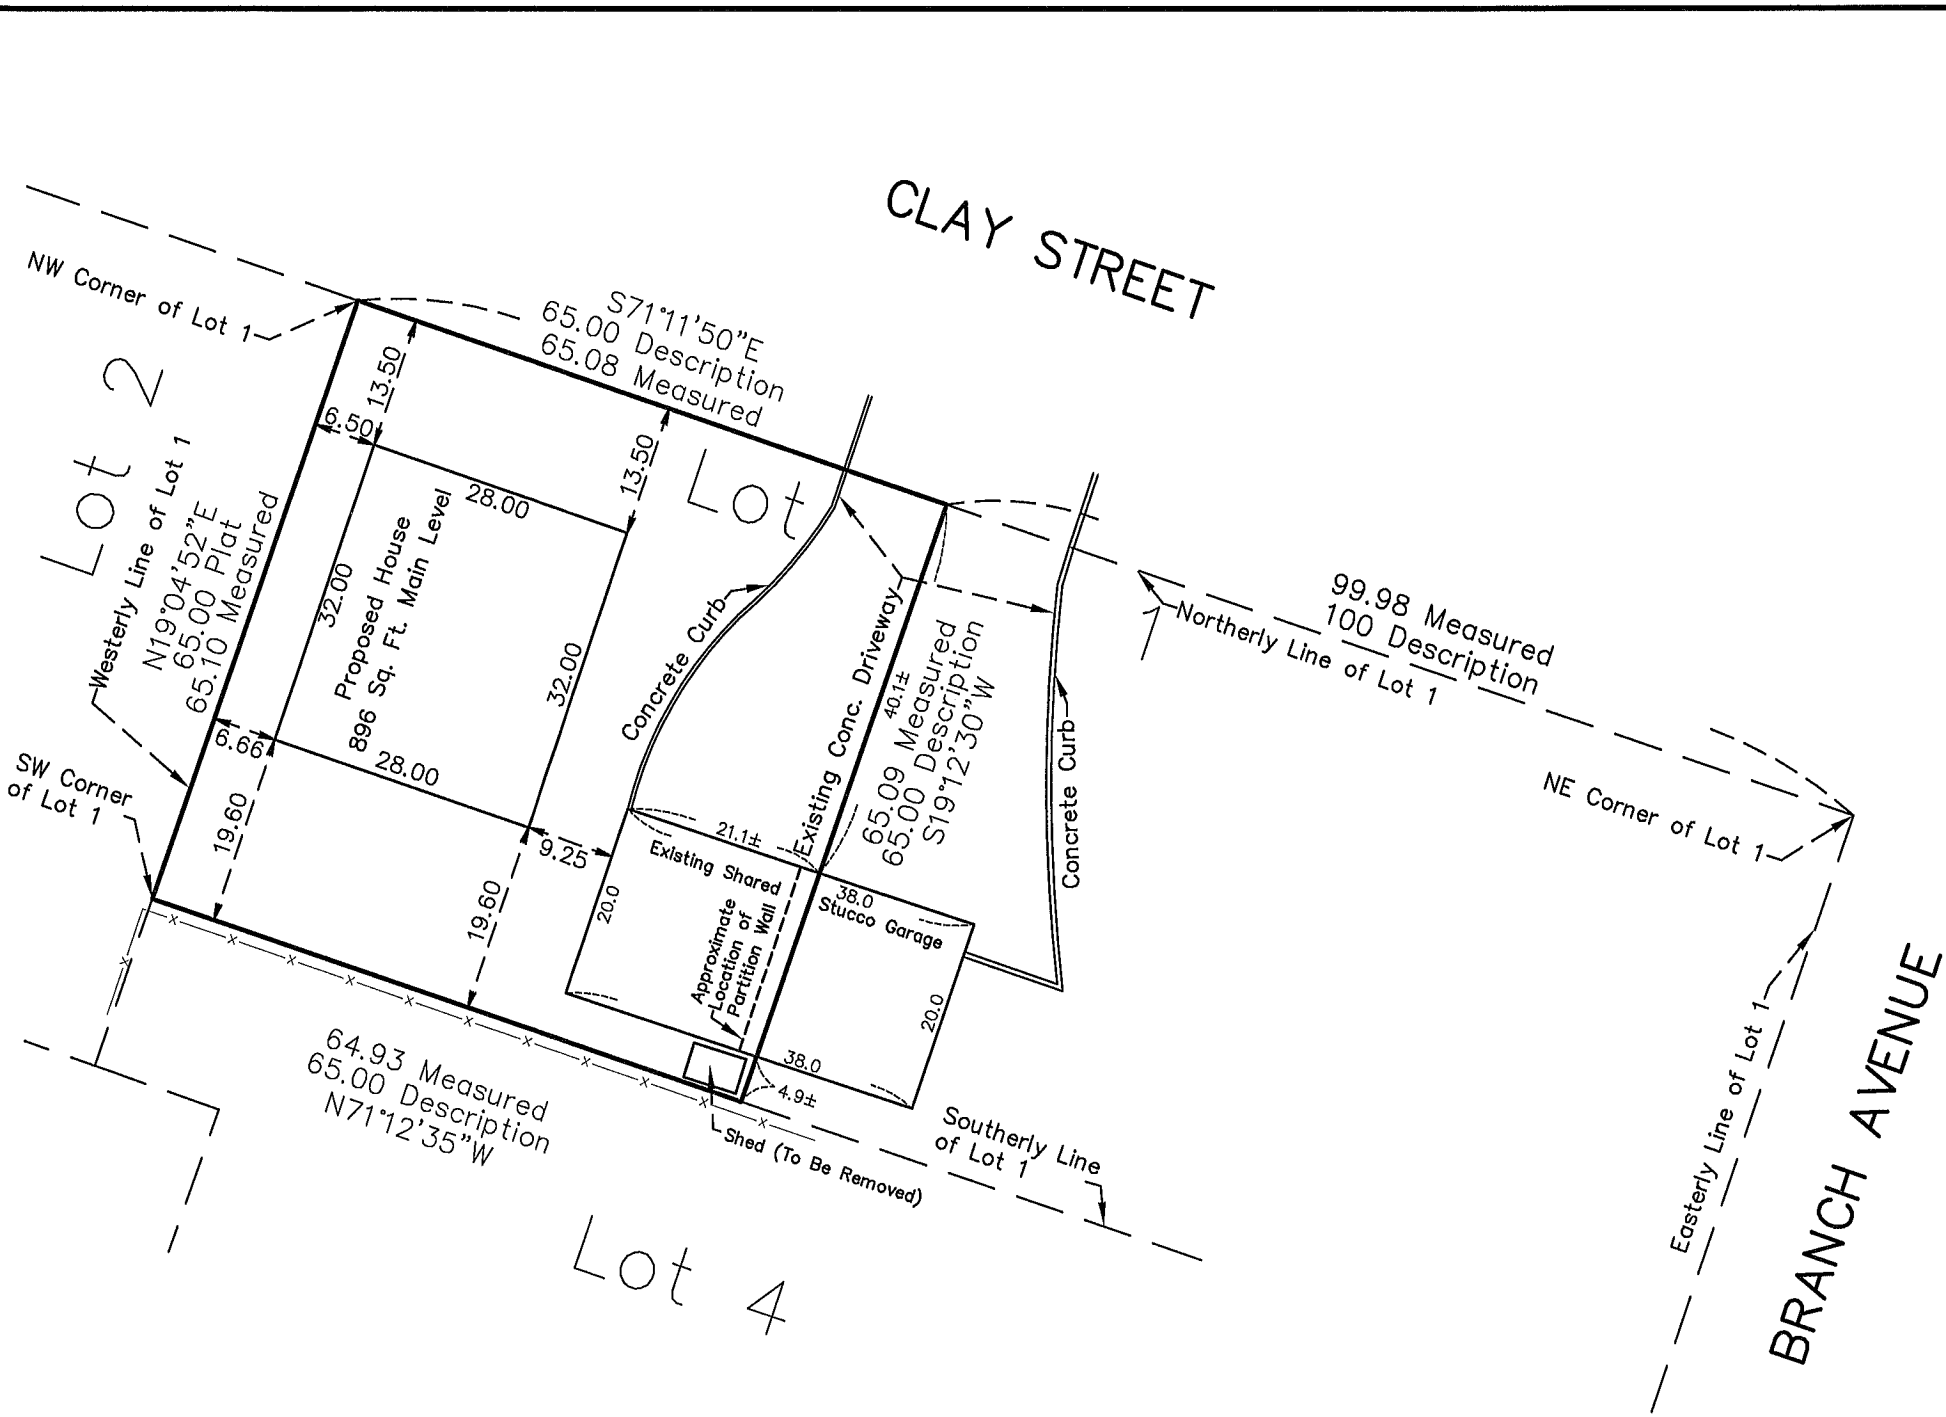 CLAY STREET
NW Corner of Lot 1
S71°11'50"E
65.00 Description
65.08 Measured
Lot 2
Westerly Line of Lot 1
N19°04'52"E
65.00 Plat
65.10 Measured
13.50
6.50
28.00
13.50
Lot 1
32.00
Proposed House
896 Sq. Ft. Main Level
32.00
Concrete Curb
Existing Conc. Driveway
40.1±
65.09 Measured
65.00 Description
S19°12'30"W
Concrete Curb
99.98 Measured
100 Description
Northerly Line of Lot 1
NE Corner of Lot 1
6.66
28.00
SW Corner
of Lot 1
19.60
9.25
19.60
21.1±
Existing Shared
38.0
Stucco Garage
20.0
Approximate
Location of
Partition Wall
20.0
38.0
4.9±
64.93 Measured
65.00 Description
N71°12'35"W
Shed (To Be Removed)
Southerly Line
of Lot 1
Easterly Line of Lot 1
BRANCH AVENUE
Lot 4
x
x
x
x
x
x
x
x
x
x
x
x